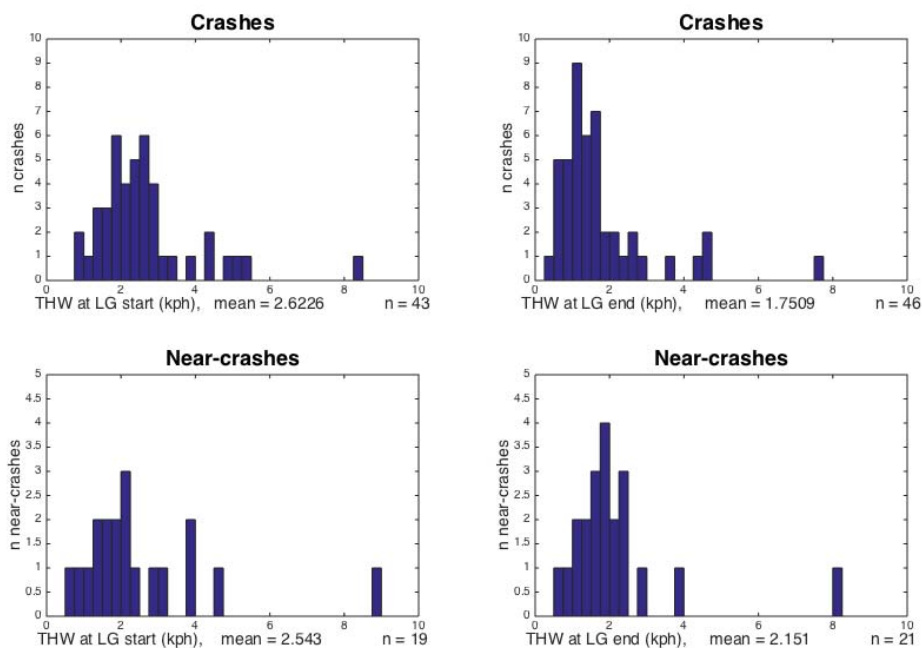 Crashes
10
9
8
7
6
5
4
3
2
1
0
n crashes
0 2 4 6 8 10
THW at LG start (kph), mean = 2.6226 n = 43
Crashes
10
9
8
7
6
5
4
3
2
1
0
n crashes
0 2 4 6 8 10
THW at LG end (kph), mean = 1.7509 n = 46
Near-crashes
5
4.5
4
3.5
3
2.5
2
1.5
1
0.5
0
n near-crashes
0 2 4 6 8 10
THW at LG start (kph), mean = 2.543 n = 19
Near-crashes
5
4.5
4
3.5
3
2.5
2
1.5
1
0.5
0
n near-crashes
0 2 4 6 8 10
THW at LG end (kph), mean = 2.151 n = 21